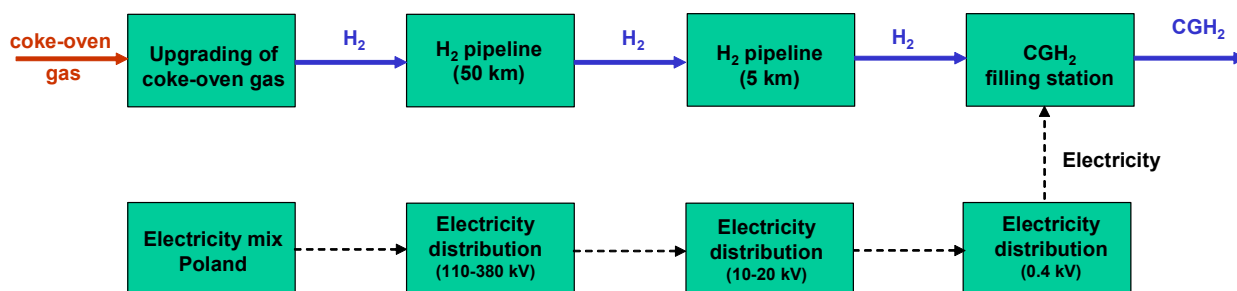 coke-oven
gas
Upgrading of
coke-oven gas
H₂
H₂ pipeline
(50 km)
H₂
H₂ pipeline
(5 km)
H₂
CGH₂
filling station
CGH₂
Electricity
Electricity mix
Poland
Electricity
distribution
(110-380 kV)
Electricity
distribution
(10-20 kV)
Electricity
distribution
(0.4 kV)